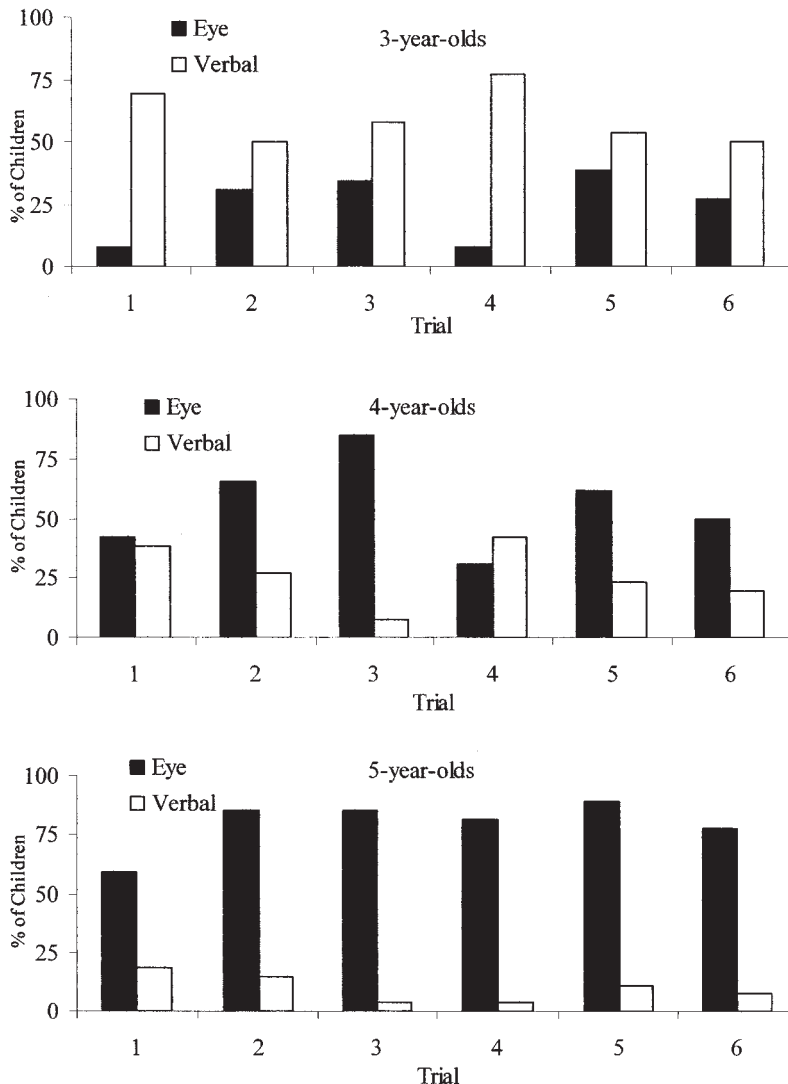 100
75
50
25
0
% of Children
Eye
Verbal
3-year-olds
1 2 3 4 5 6
Trial
100
75
50
25
0
% of Children
Eye
Verbal
4-year-olds
1 2 3 4 5 6
Trial
100
75
50
25
0
% of Children
Eye
Verbal
5-year-olds
1 2 3 4 5 6
Trial